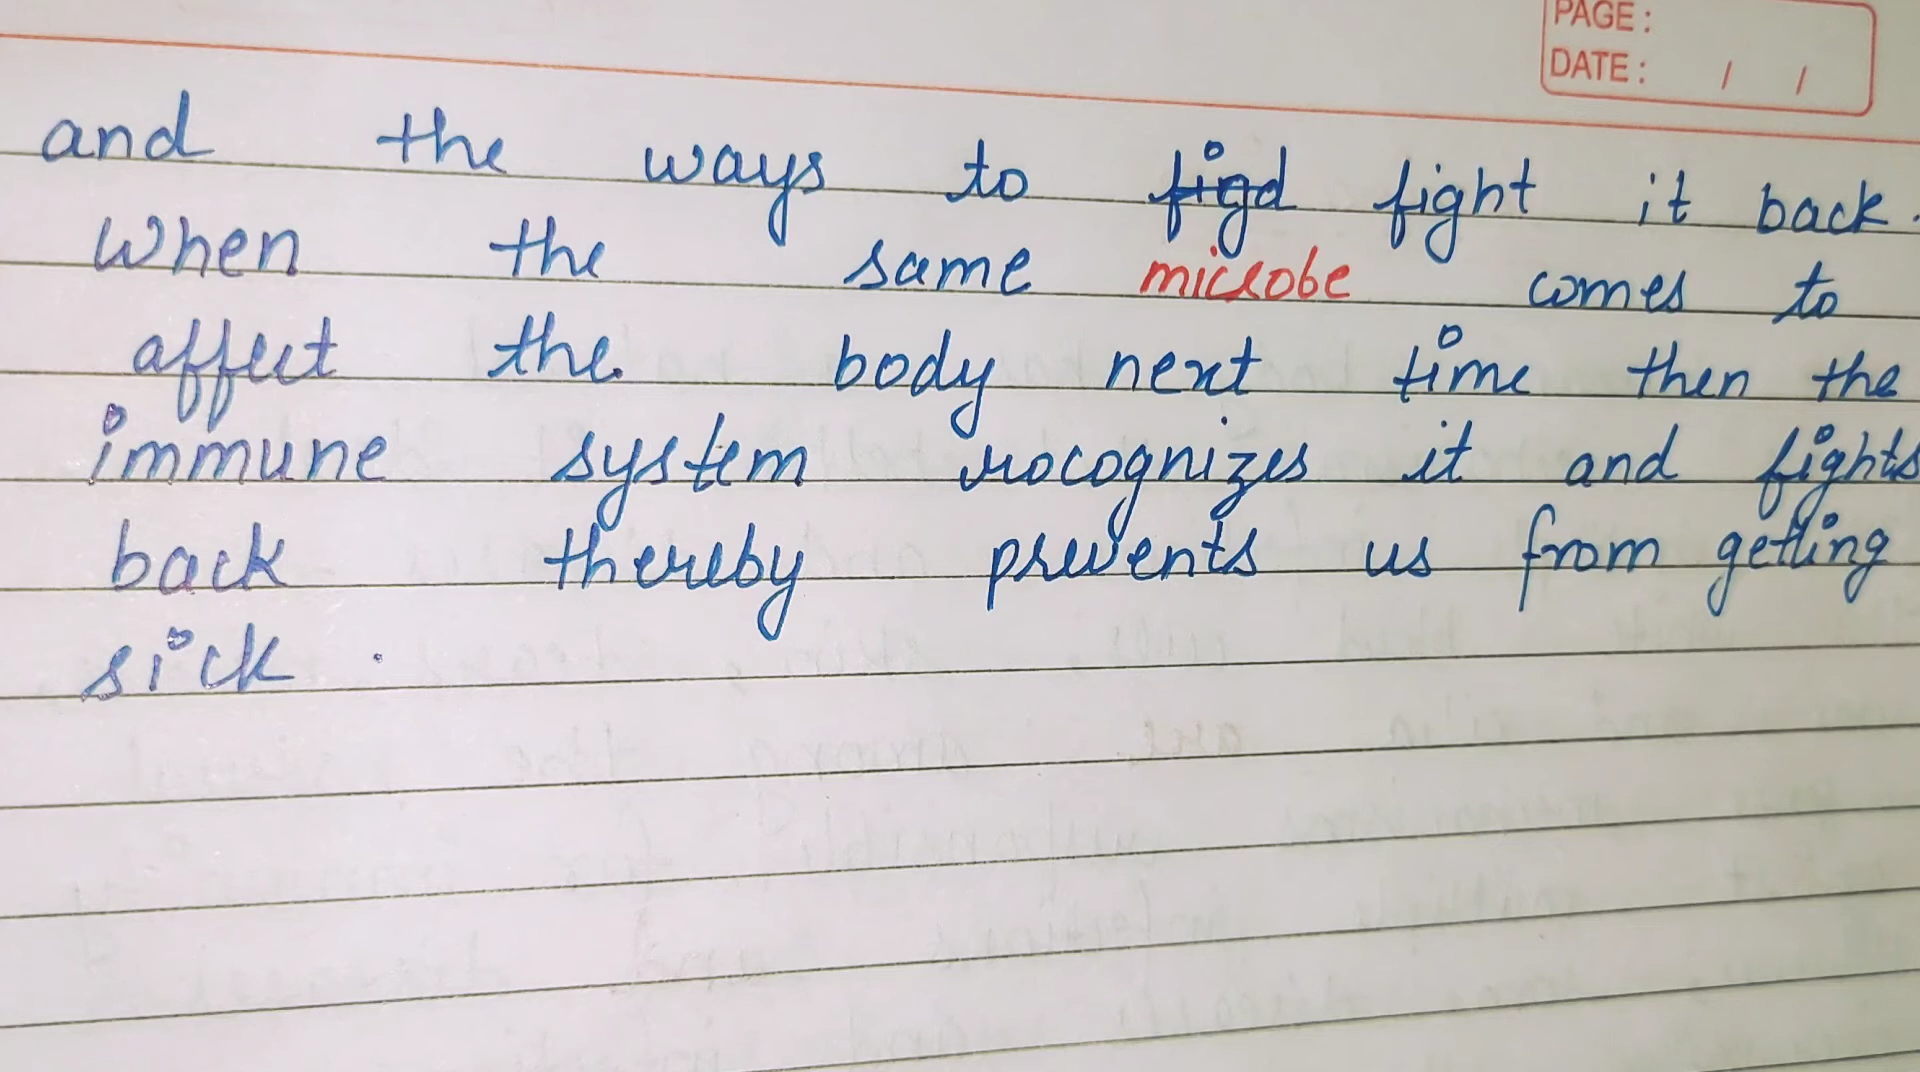 PAGE:
DATE: / /
and the ways to figd fight it back.
When the same microbe comes to
affect the body next time then the
immune system rocognizes it and fights
back thereby prevents us from getting
sick.